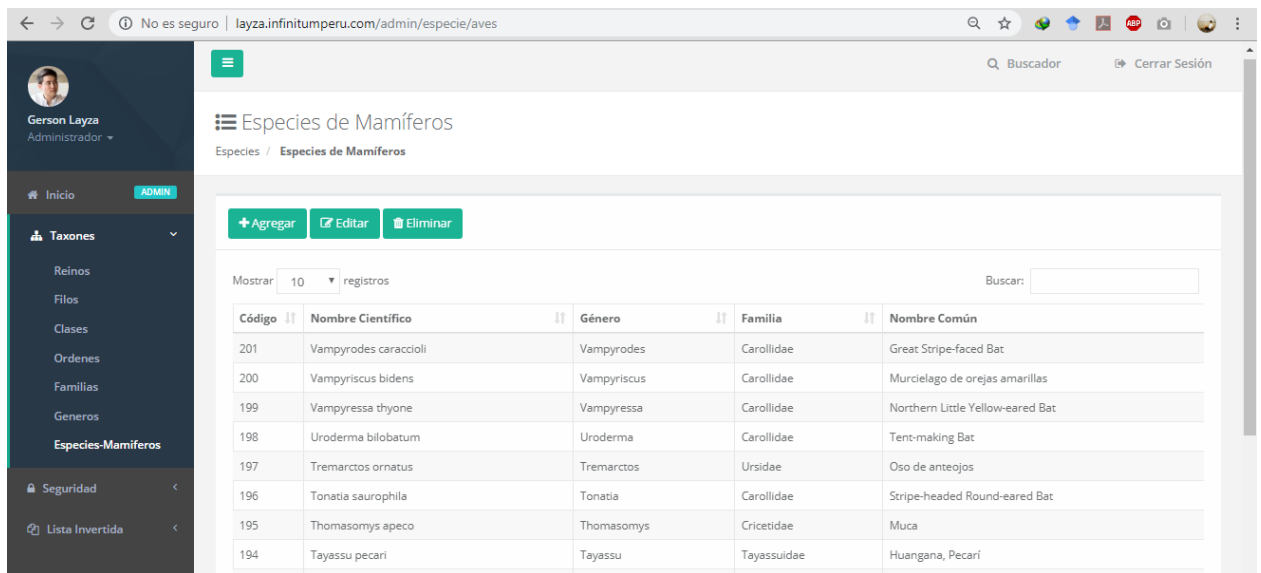 No es seguro | layza.infinitumperu.com/admin/especie/aves
ABP
Buscador Cerrar Sesión
Gerson Layza
Administrador
Especies de Mamíferos
Especies / Especies de Mamíferos
Inicio ADMIN
Taxones
Reinos
Filos
Clases
Ordenes
Familias
Generos
Especies-Mamiferos
Seguridad
Lista Invertida
Agregar Editar Eliminar
Mostrar 10 registros Buscar:
Código Nombre Científico Género Familia Nombre Común
201 Vampyrodes caraccioli Vampyrodes Carollidae Great Stripe-faced Bat
200 Vampyriscus bidens Vampyriscus Carollidae Murcielago de orejas amarillas
199 Vampyressa thyone Vampyressa Carollidae Northern Little Yellow-eared Bat
198 Uroderma bilobatum Uroderma Carollidae Tent-making Bat
197 Tremarctos ornatus Tremarctos Ursidae Oso de anteojos
196 Tonatia saurophila Tonatia Carollidae Stripe-headed Round-eared Bat
195 Thomasomys apeco Thomasomys Cricetidae Muca
194 Tayassu pecari Tayassu Tayassuidae Huangana, Pecarí